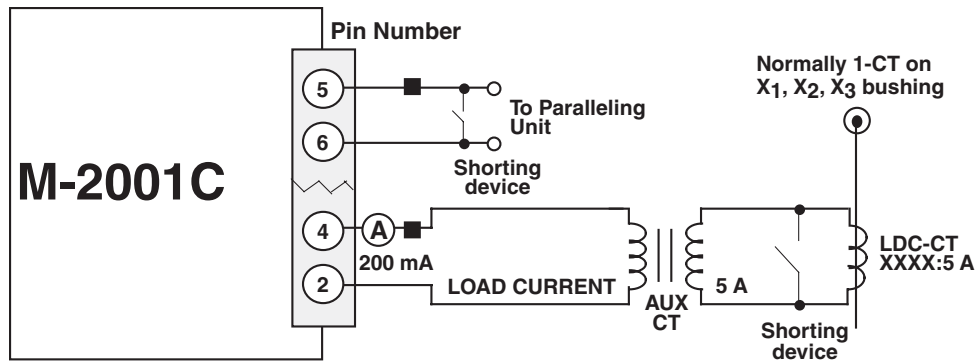 Pin Number
Normally 1-CT on
X1, X2, X3 bushing
5
To Paralleling
Unit
6
M-2001C
Shorting
device
4
A
200 mA
LOAD CURRENT
5 A
LDC-CT
XXXX:5 A
2
AUX
CT
Shorting
device